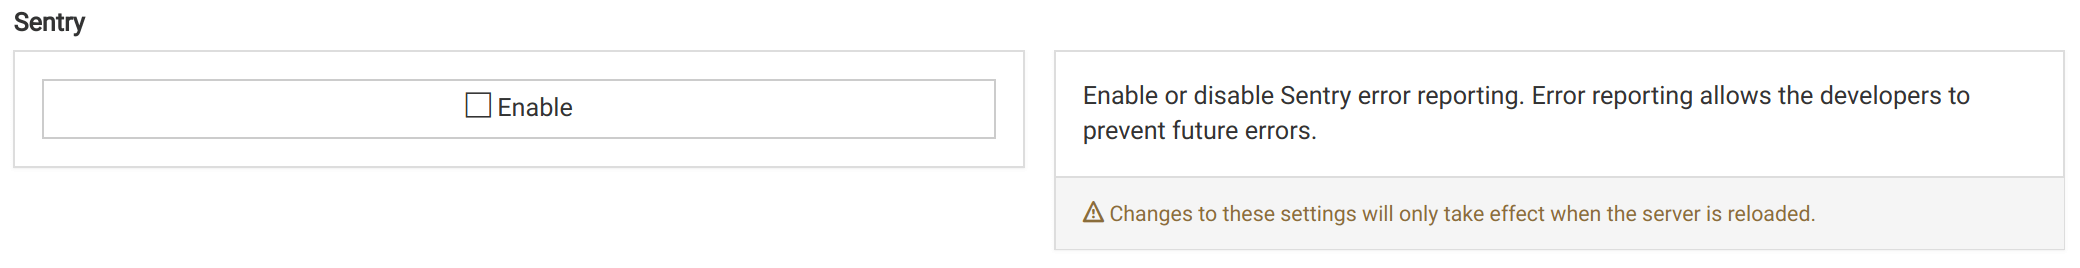 Sentry
Enable
Enable or disable Sentry error reporting. Error reporting allows the developers to
prevent future errors.
Changes to these settings will only take effect when the server is reloaded.